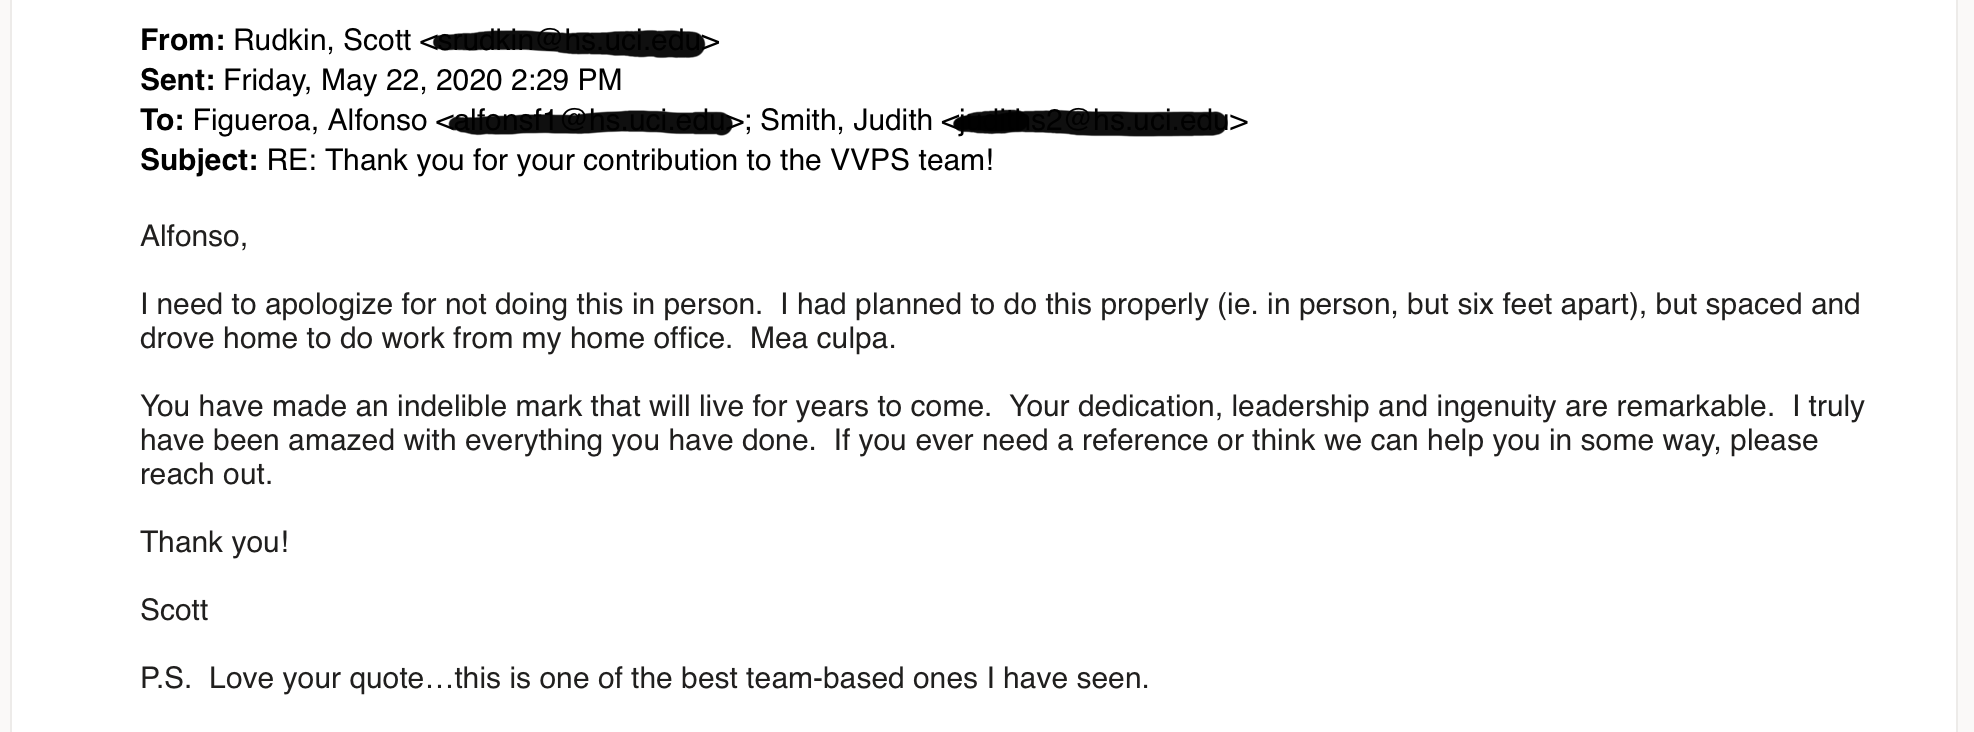 From: Rudkin, Scott < >
Sent: Friday, May 22, 2020 2:29 PM
To: Figueroa, Alfonso < >; Smith, Judith < >
Subject: RE: Thank you for your contribution to the VVPS team!
Alfonso,
I need to apologize for not doing this in person.  I had planned to do this properly (ie. in person, but six feet apart), but spaced and
drove home to do work from my home office.  Mea culpa.
You have made an indelible mark that will live for years to come.  Your dedication, leadership and ingenuity are remarkable.  I truly
have been amazed with everything you have done.  If you ever need a reference or think we can help you in some way, please
reach out.
Thank you!
Scott
P.S.  Love your quote…this is one of the best team-based ones I have seen.